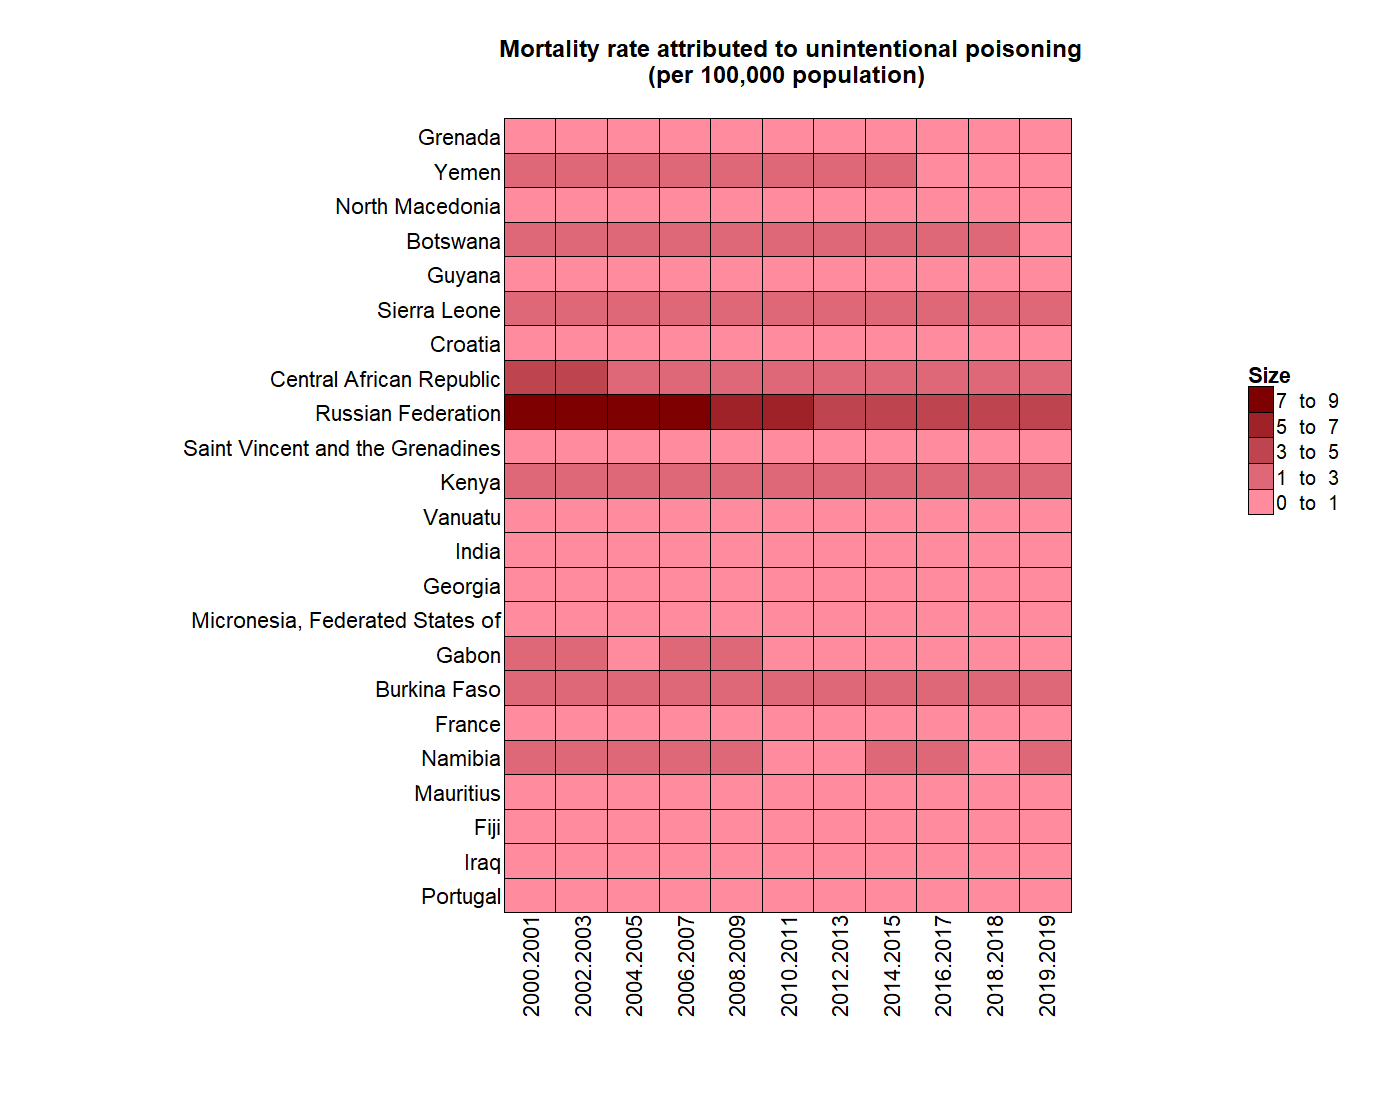 Mortality rate attributed to unintentional poisoning
(per 100,000 population)
Grenada
Yemen
North Macedonia
Botswana
Guyana
Sierra Leone
Croatia
Central African Republic
Russian Federation
Saint Vincent and the Grenadines
Kenya
Vanuatu
India
Georgia
Micronesia, Federated States of
Gabon
Burkina Faso
France
Namibia
Mauritius
Fiji
Iraq
Portugal
2000.2001
2002.2003
2004.2005
2006.2007
2008.2009
2010.2011
2012.2013
2014.2015
2016.2017
2018.2018
2019.2019
Size
7 to 9
5 to 7
3 to 5
1 to 3
0 to 1